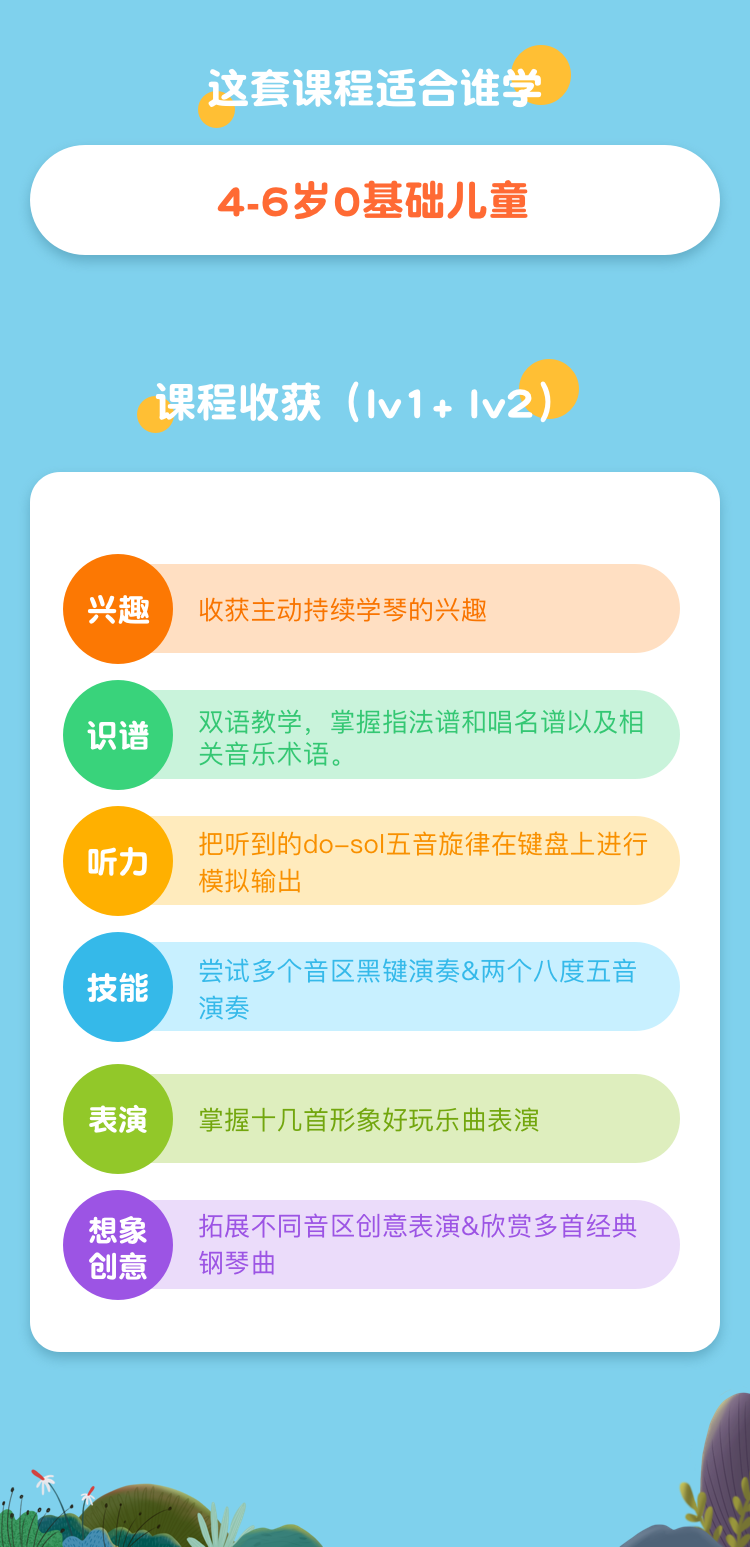 这套课程适合谁学
4-6岁0基础儿童
课程收获（lv1+ lv2）
兴趣
收获主动持续学琴的兴趣
识谱
双语教学，掌握指法谱和唱名谱以及相
关音乐术语。
听力
把听到的do–sol五音旋律在键盘上进行
模拟输出
技能
尝试多个音区黑键演奏&两个八度五音
演奏
表演
掌握十几首形象好玩乐曲表演
想象
创意
拓展不同音区创意表演&欣赏多首经典
钢琴曲